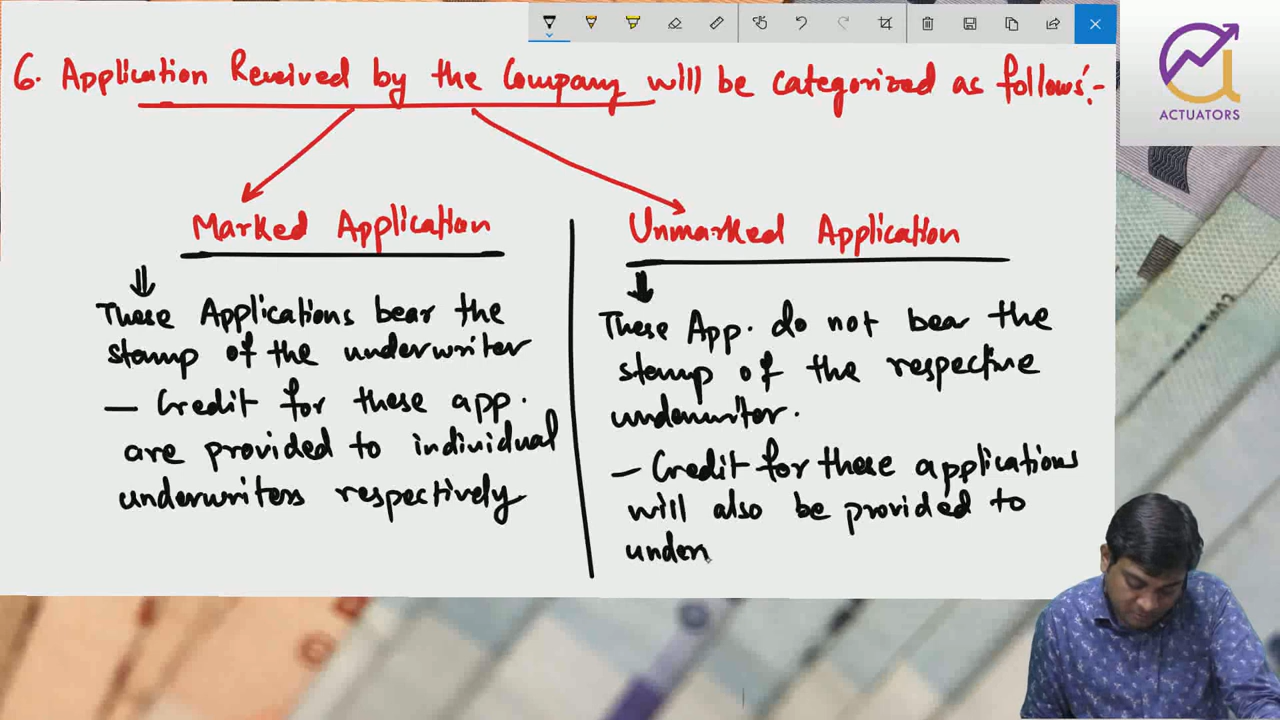 6. Application Received by the Company will be categorized as follows:-
ACTUATORS
Marked Application
These Applications bear the
stamp of the underwriter
— Credit for these app.
are provided to individual
underwriters respectively
Unmarked Application
These App. do not bear the
stamp of the respective
underwriter.
— Credit for these applications
will also be provided to
under